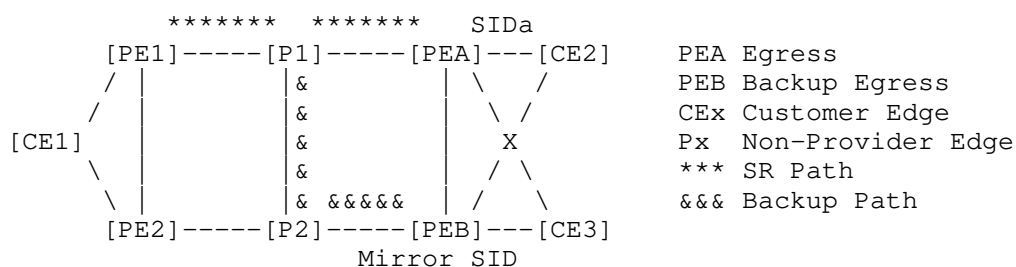 ******* ******* SIDa
[PE1]-----[P1]-----[PEA]---[CE2] PEA Egress
/ | |& | \ / PEB Backup Egress
/ | |& | \ / CEx Customer Edge
[CE1] | |& | X Px Non-Provider Edge
\ | |& | / \ *** SR Path
\ | |& &&&&& | / \ &&& Backup Path
[PE2]-----[P2]-----[PEB]---[CE3]
Mirror SID